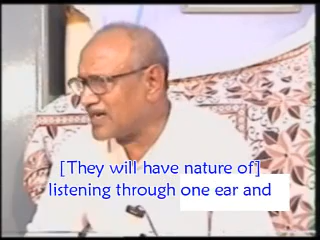 [They will have nature of]
listening through one ear and